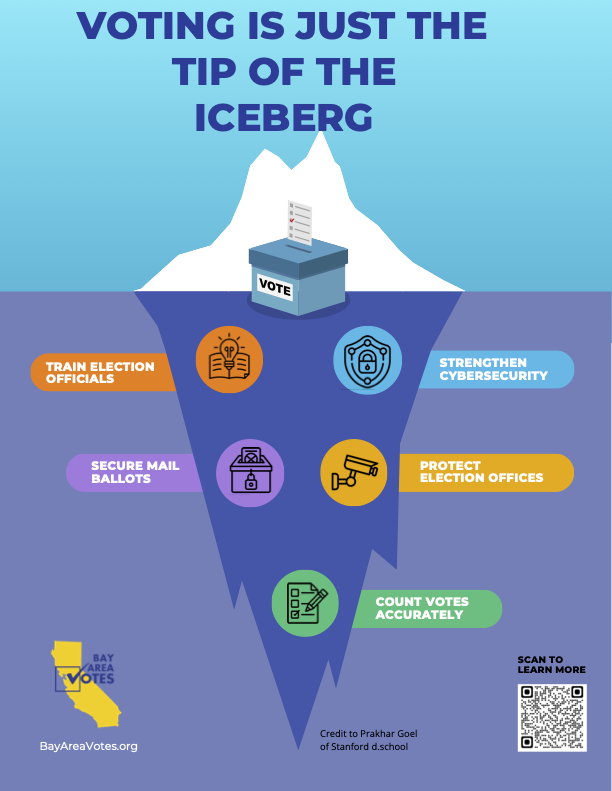 VOTING IS JUST THE
TIP OF THE
ICEBERG
VOTE
TRAIN ELECTION
OFFICIALS
STRENGTHEN
CYBERSECURITY
SECURE MAIL
BALLOTS
PROTECT
ELECTION OFFICES
COUNT VOTES
ACCURATELY
BAY
AREA
VOTES
BayAreaVotes.org
Credit to Prakhar Goel
of Stanford d.school
SCAN TO
LEARN MORE